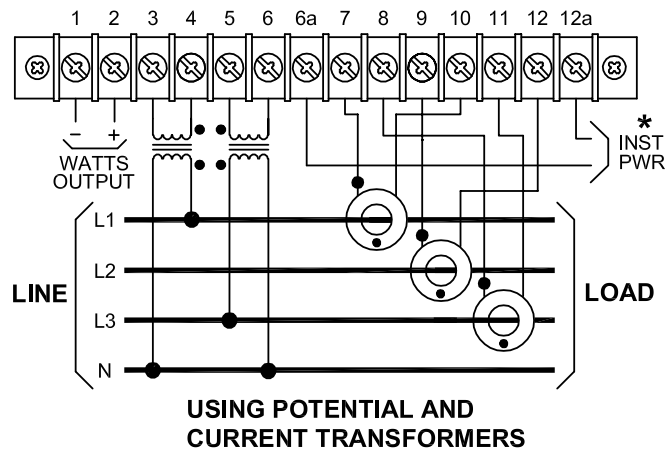 1 2 3 4 5 6 6a 7 8 9 10 11 12 12a
− +
WATTS
OUTPUT
*
INST
PWR
L1
L2
LINE
LOAD
L3
N
USING POTENTIAL AND
CURRENT TRANSFORMERS